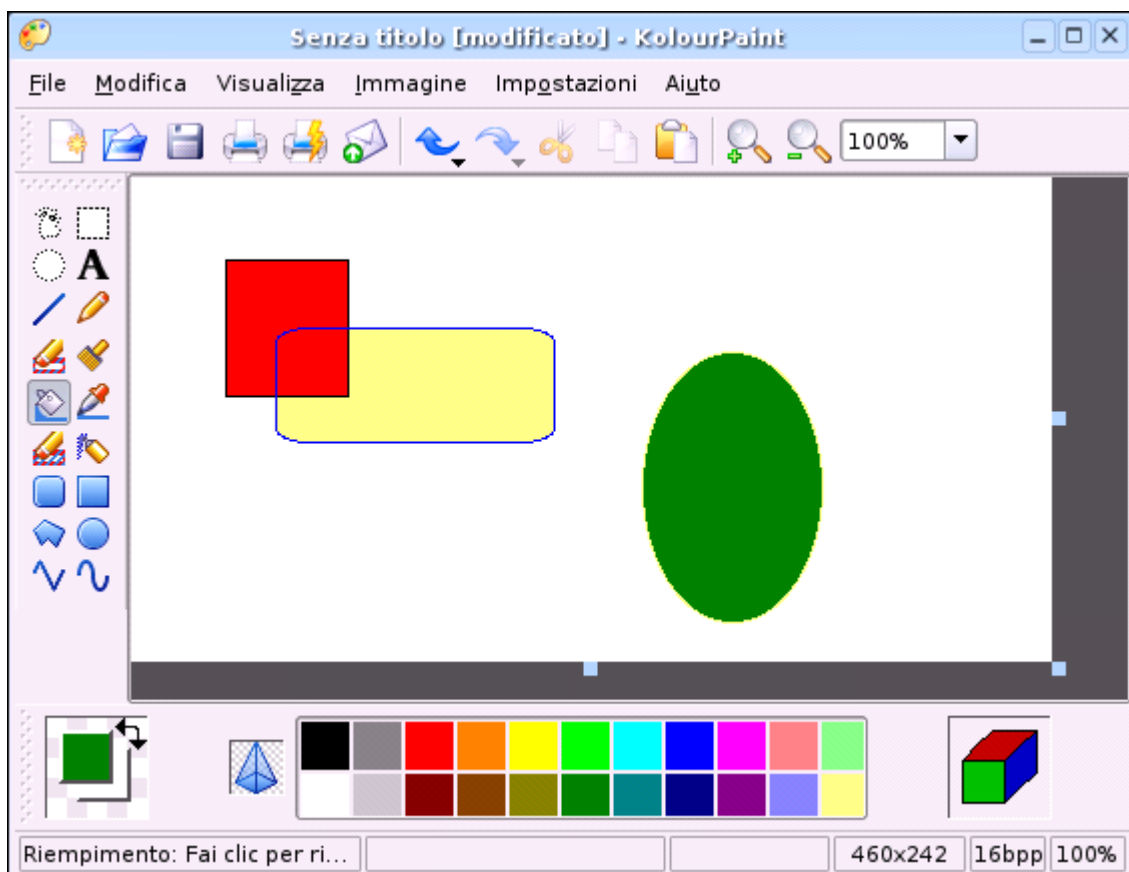 Senza titolo [modificato] - KolourPaint
File Modifica Visualizza Immagine Impostazioni Aiuto
100%
A
Riempimento: Fai clic per ri... 460x242 16bpp 100%